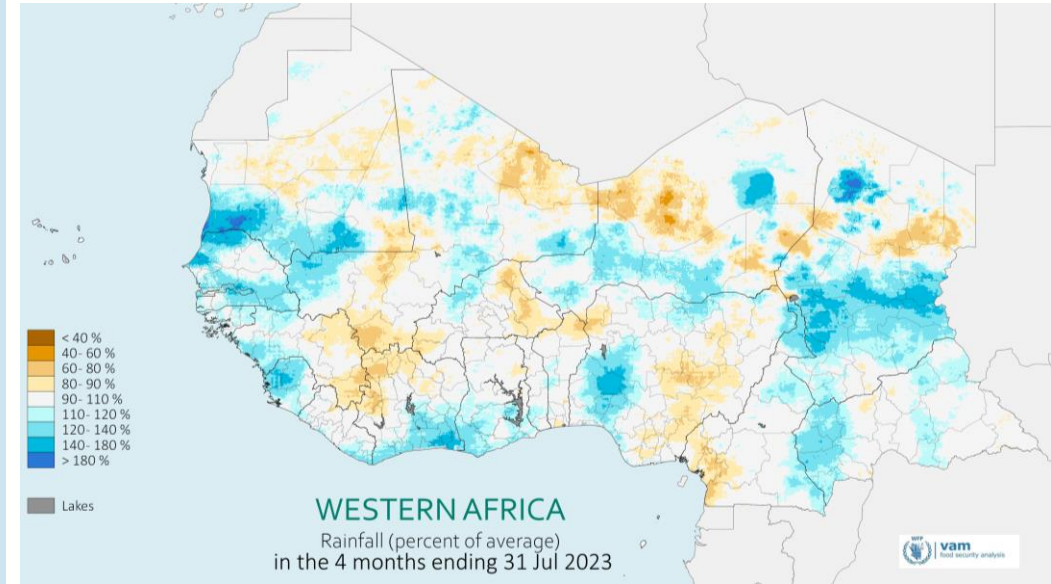 < 40 %
40- 60 %
60- 80 %
80- 90 %
90- 110 %
110- 120 %
120- 140 %
140- 180 %
> 180 %
Lakes
WESTERN AFRICA
Rainfall (percent of average)
in the 4 months ending 31 Jul 2023
WFP
vam
food security analysis